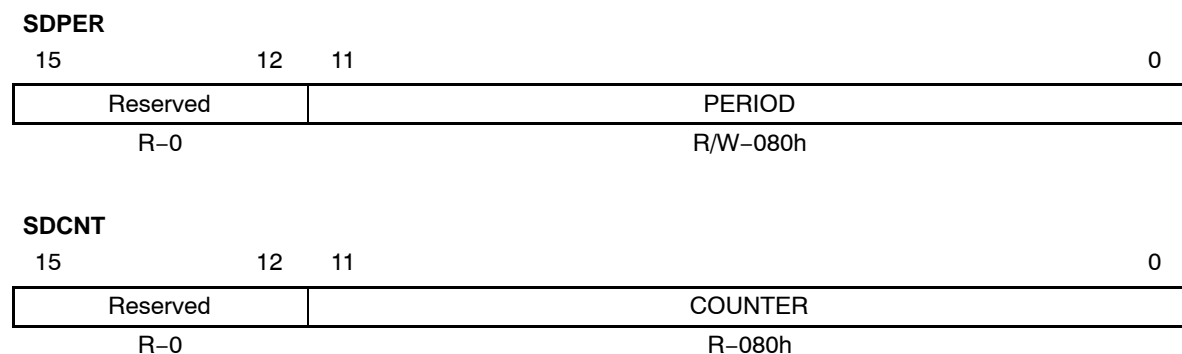 SDPER
15 12 11 0
Reserved PERIOD
R−0 R/W−080h
SDCNT
15 12 11 0
Reserved COUNTER
R−0 R−080h